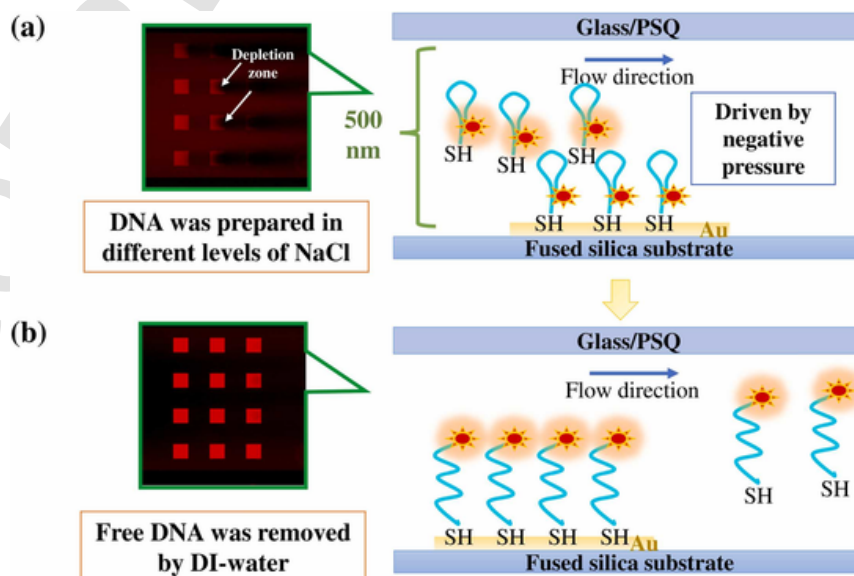 (a)
Depletion
zone
500
nm
DNA was prepared in
different levels of NaCl
Glass/PSQ
Flow direction
Driven by
negative
pressure
SH
SH
SH
SH
SH
SH
Au
Fused silica substrate
(b)
Free DNA was removed
by DI-water
Glass/PSQ
Flow direction
SH
SH
SH SH SH SH Au
Fused silica substrate